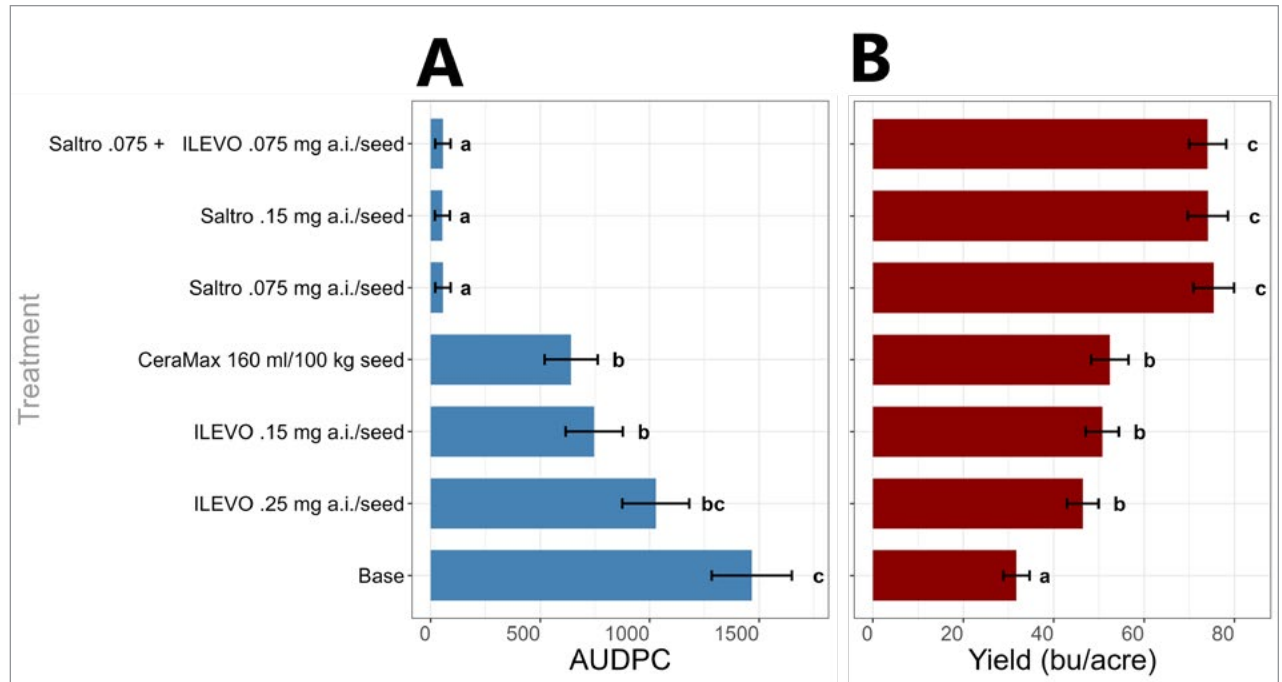 A
B
Treatment
Saltro .075 + ILEVO .075 mg a.i./seed
a
c
Saltro .15 mg a.i./seed
a
c
Saltro .075 mg a.i./seed
a
c
CeraMax 160 ml/100 kg seed
b
b
ILEVO .15 mg a.i./seed
b
b
ILEVO .25 mg a.i./seed
bc
b
Base
c
a
0 500 1000 1500
0 20 40 60 80
AUDPC
Yield (bu/acre)